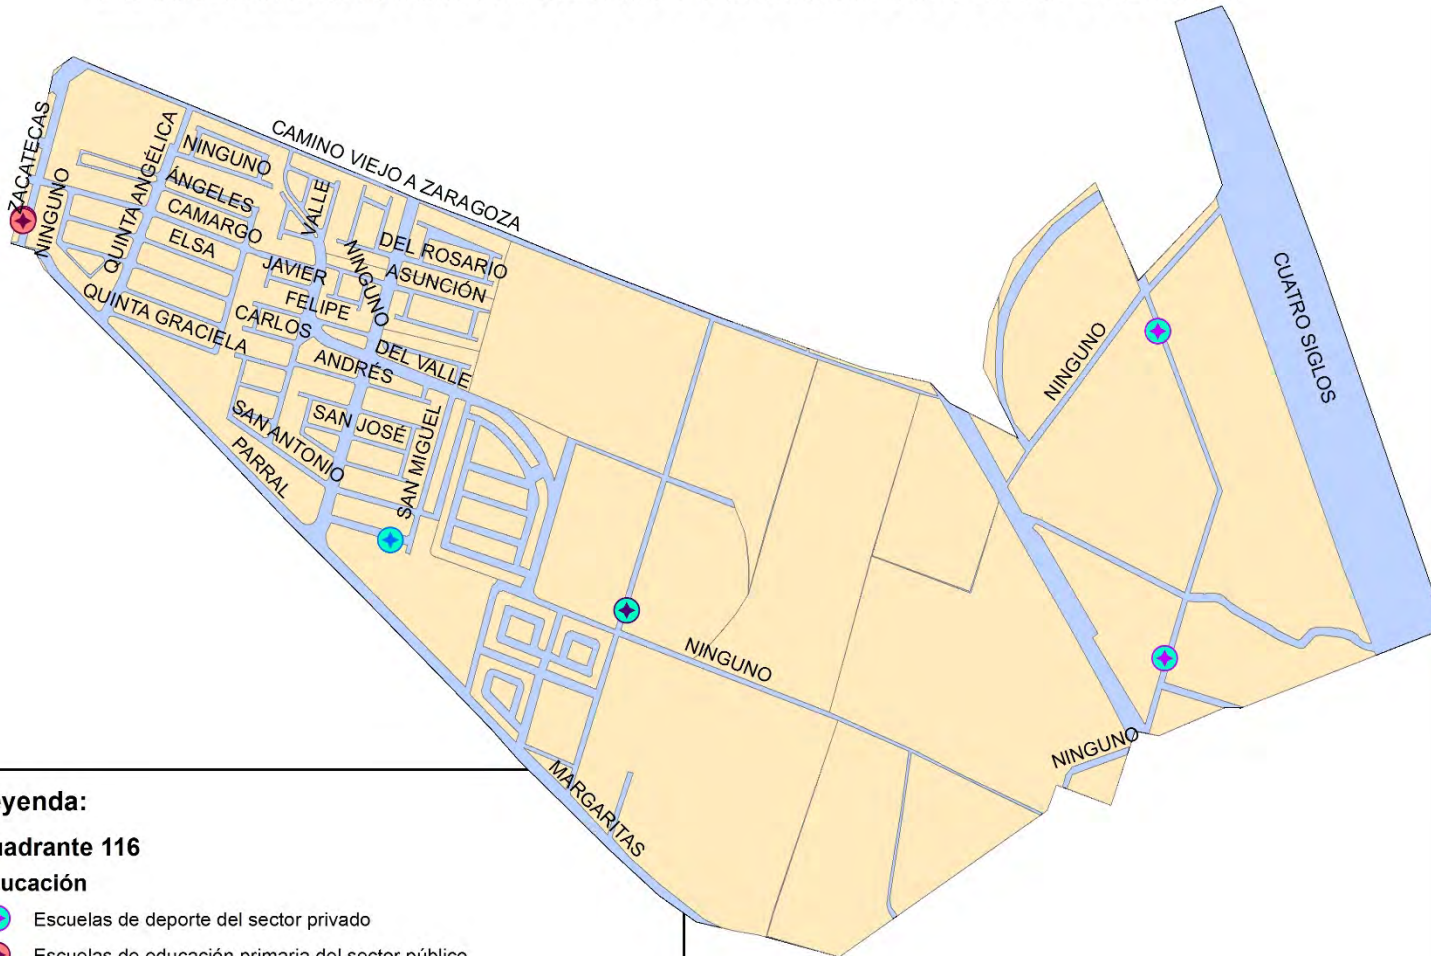 ZACATECAS
NINGUNO
QUINTA ANGÉLICA
NINGUNO
CAMINO VIEJO A ZARAGOZA
ÁNGELES
CAMARGO
ELSA
VALLE
NINGUNO
DEL ROSARIO
ASUNCIÓN
JAVIER
FELIPE
QUINTA GRACIELA
CARLOS
ANDRÉS
DEL VALLE
SAN ANTONIO
SAN JOSÉ
SAN MIGUEL
PARRAL
CUATRO SIGLOS
NINGUNO
NINGUNO
NINGUNO
MARGARITAS
eyenda:
uadrante 116
ucación
Escuelas de deporte del sector privado
Escuelas de educación primaria del sector público